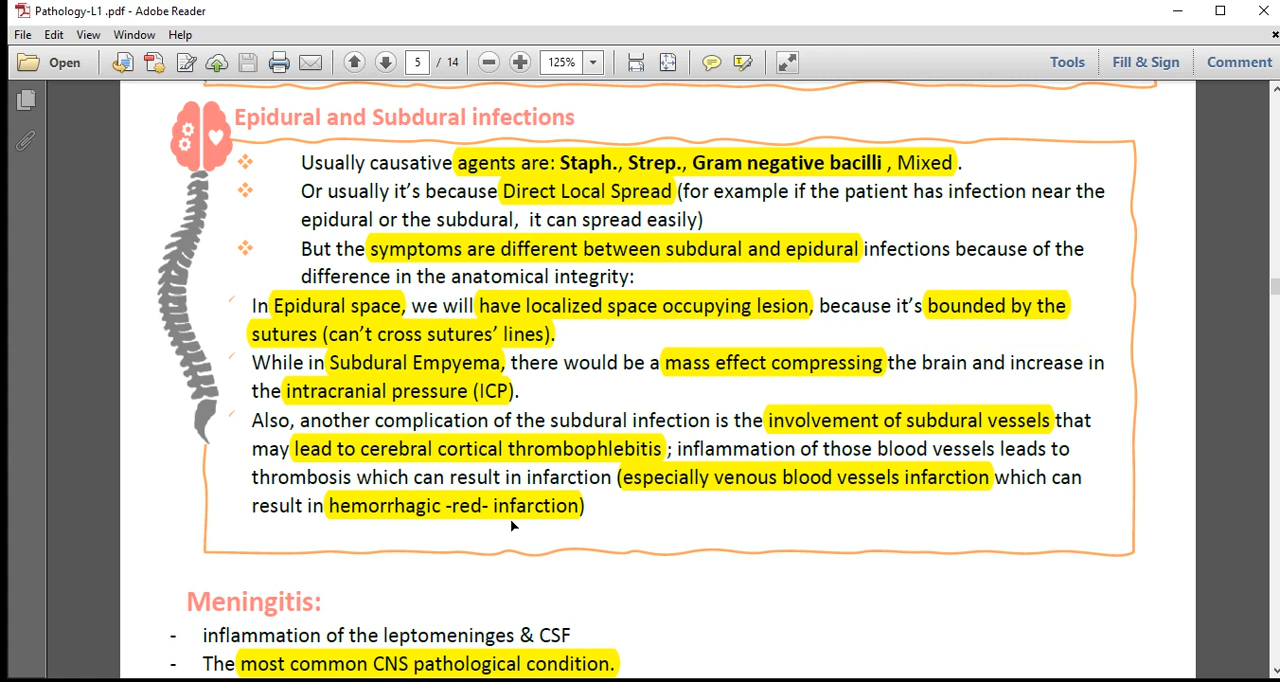 Pathology-L1 .pdf - Adobe Reader
File Edit View Window Help
Open 5 / 14 125% Tools Fill & Sign Comment
Epidural and Subdural infections
Usually causative agents are: Staph., Strep., Gram negative bacilli , Mixed .
Or usually it's because Direct Local Spread (for example if the patient has infection near the
epidural or the subdural, it can spread easily)
But the symptoms are different between subdural and epidural infections because of the
difference in the anatomical integrity:
In Epidural space, we will have localized space occupying lesion, because it's bounded by the
sutures (can't cross sutures' lines).
While in Subdural Empyema, there would be a mass effect compressing the brain and increase in
the intracranial pressure (ICP).
Also, another complication of the subdural infection is the involvement of subdural vessels that
may lead to cerebral cortical thrombophlebitis ; inflammation of those blood vessels leads to
thrombosis which can result in infarction (especially venous blood vessels infarction which can
result in hemorrhagic -red- infarction)
Meningitis:
- inflammation of the leptomeninges & CSF
- The most common CNS pathological condition.